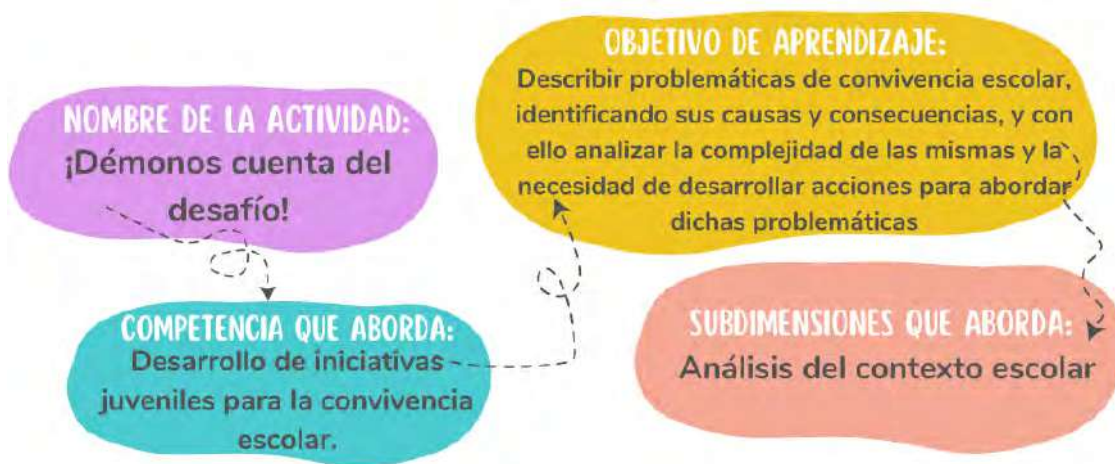 NOMBRE DE LA ACTIVIDAD:
¡Démonos cuenta del
desafío!
COMPETENCIA QUE ABORDA:
Desarrollo de iniciativas
juveniles para la convivencia
escolar.
OBJETIVO DE APRENDIZAJE:
Describir problemáticas de convivencia escolar,
identificando sus causas y consecuencias, y con
ello analizar la complejidad de las mismas y la
necesidad de desarrollar acciones para abordar
dichas problemáticas
SUBDIMENSIONES QUE ABORDA:
Análisis del contexto escolar